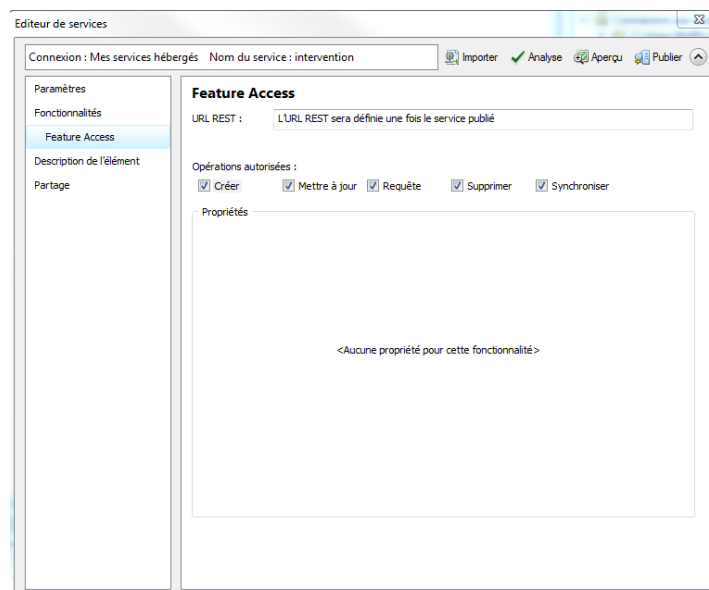 Editeur de services
Connexion : Mes services hébergés Nom du service : intervention
Importer Analyse Aperçu Publier
Paramètres
Fonctionnalités
Feature Access
Description de l'élément
Partage
Feature Access
URL REST : L'URL REST sera définie une fois le service publié
Opérations autorisées :
Créer Mettre à jour Requête Supprimer Synchroniser
Propriétés
<Aucune propriété pour cette fonctionnalité>